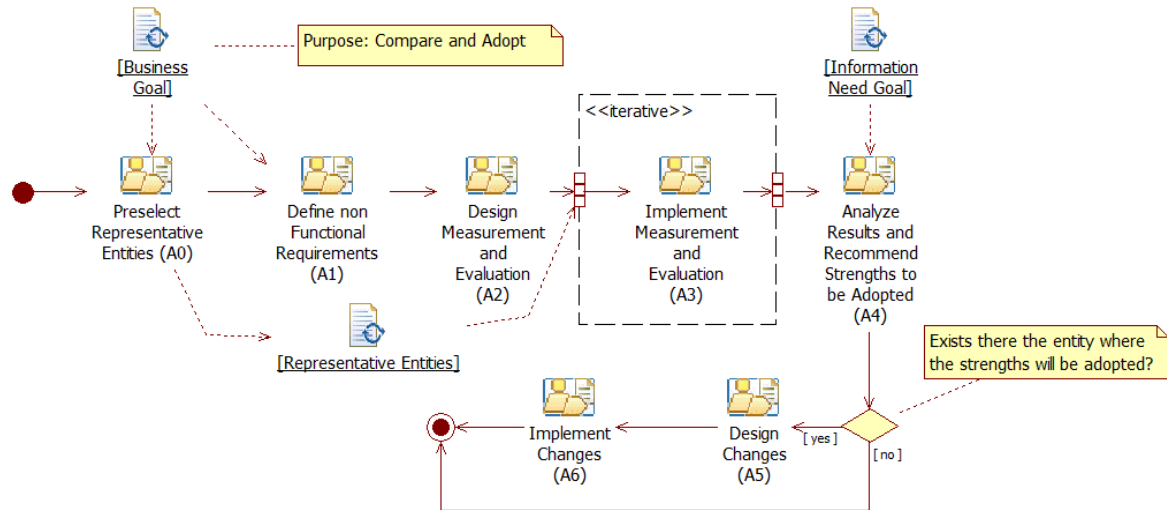 Purpose: Compare and Adopt
[Business
Goal]
[Information
Need Goal]
<<iterative>>
Preselect
Representative
Entities (A0)
Define non
Functional
Requirements
(A1)
Design
Measurement
and
Evaluation
(A2)
Implement
Measurement
and
Evaluation
(A3)
Analyze
Results and
Recommend
Strengths to
be Adopted
(A4)
[Representative Entities]
Exists there the entity where
the strengths will be adopted?
Implement
Changes
(A6)
Design
Changes
(A5)
[ yes ]
[ no ]